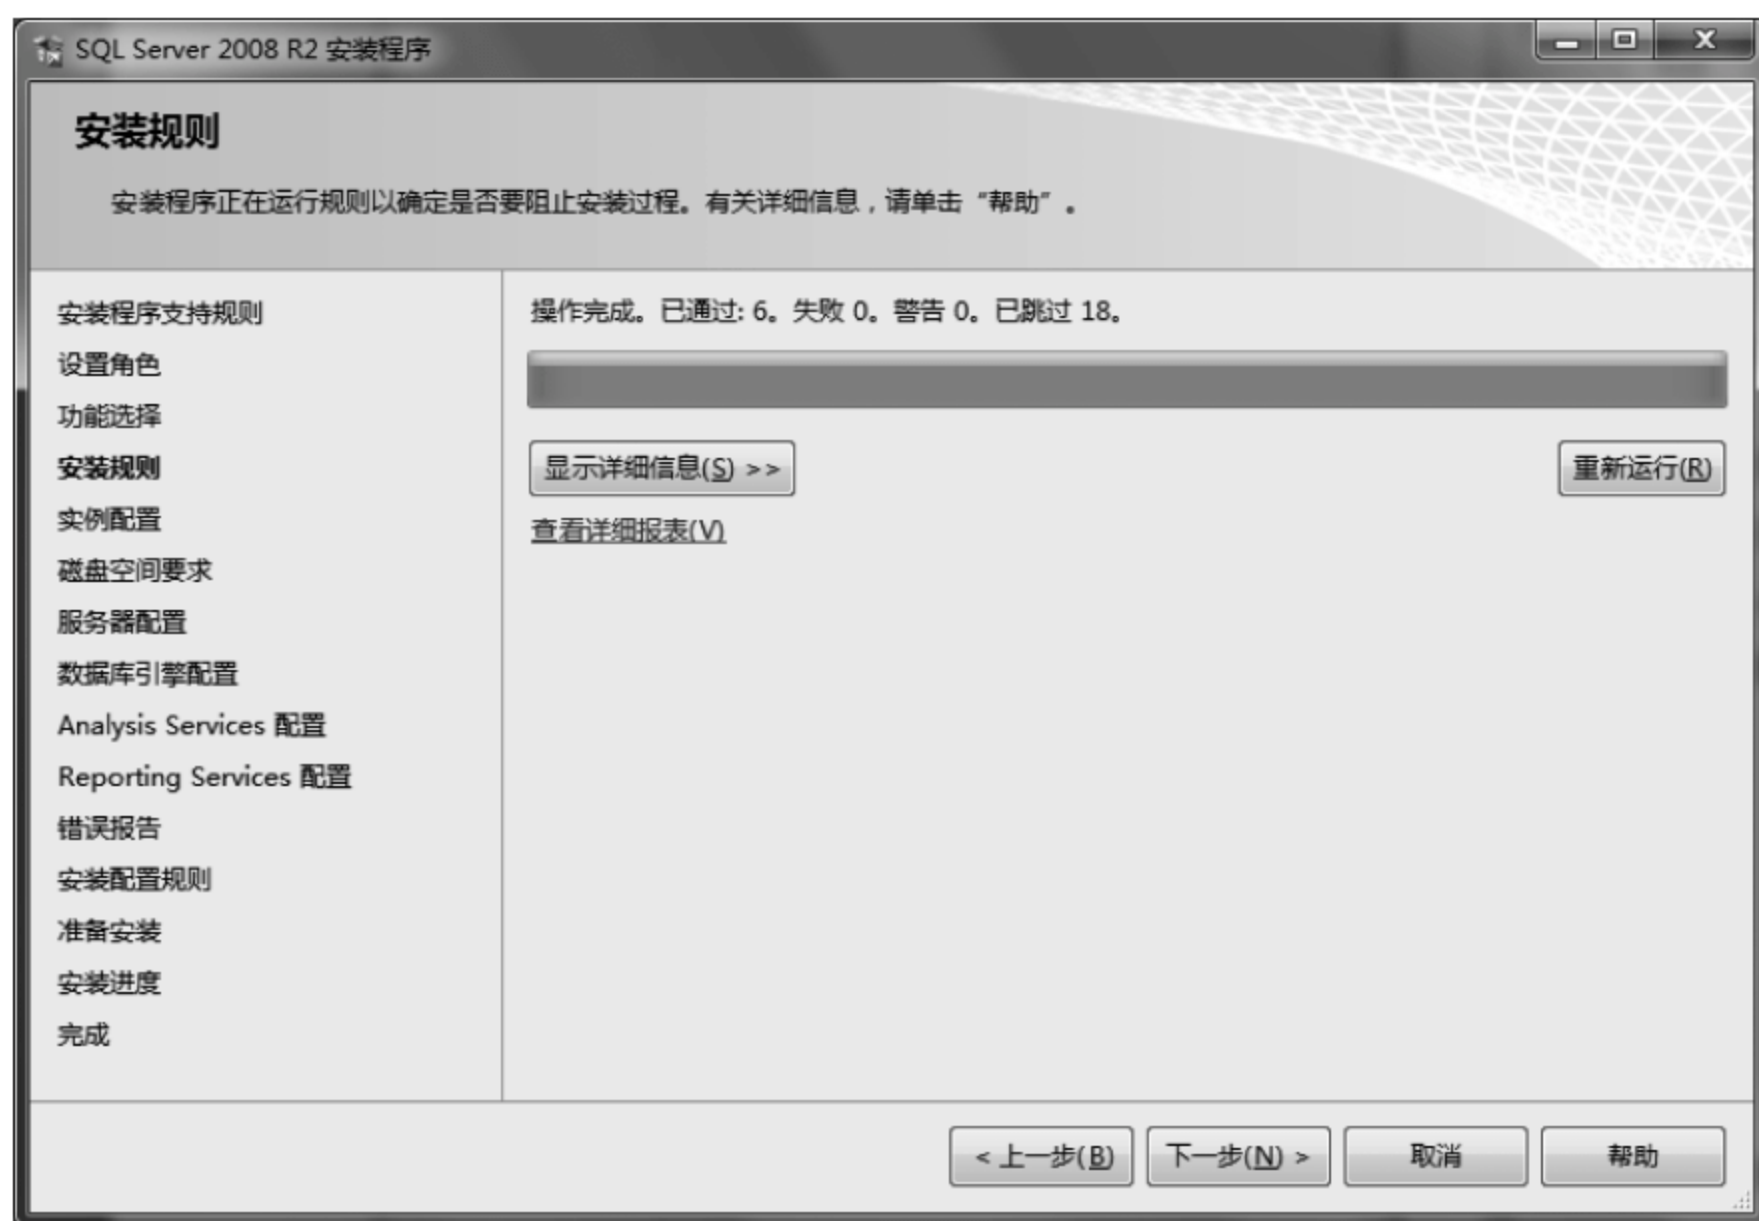 SQL Server 2008 R2 安装程序
安装规则
安装程序正在运行规则以确定是否要阻止安装过程。有关详细信息，请单击“帮助”。
安装程序支持规则
设置角色
功能选择
安装规则
实例配置
磁盘空间要求
服务器配置
数据库引擎配置
Analysis Services 配置
Reporting Services 配置
错误报告
安装配置规则
准备安装
安装进度
完成
操作完成。已通过: 6。失败 0。警告 0。已跳过 18。
显示详细信息(S) >>
重新运行(R)
查看详细报表(V)
< 上一步(B)
下一步(N) >
取消
帮助